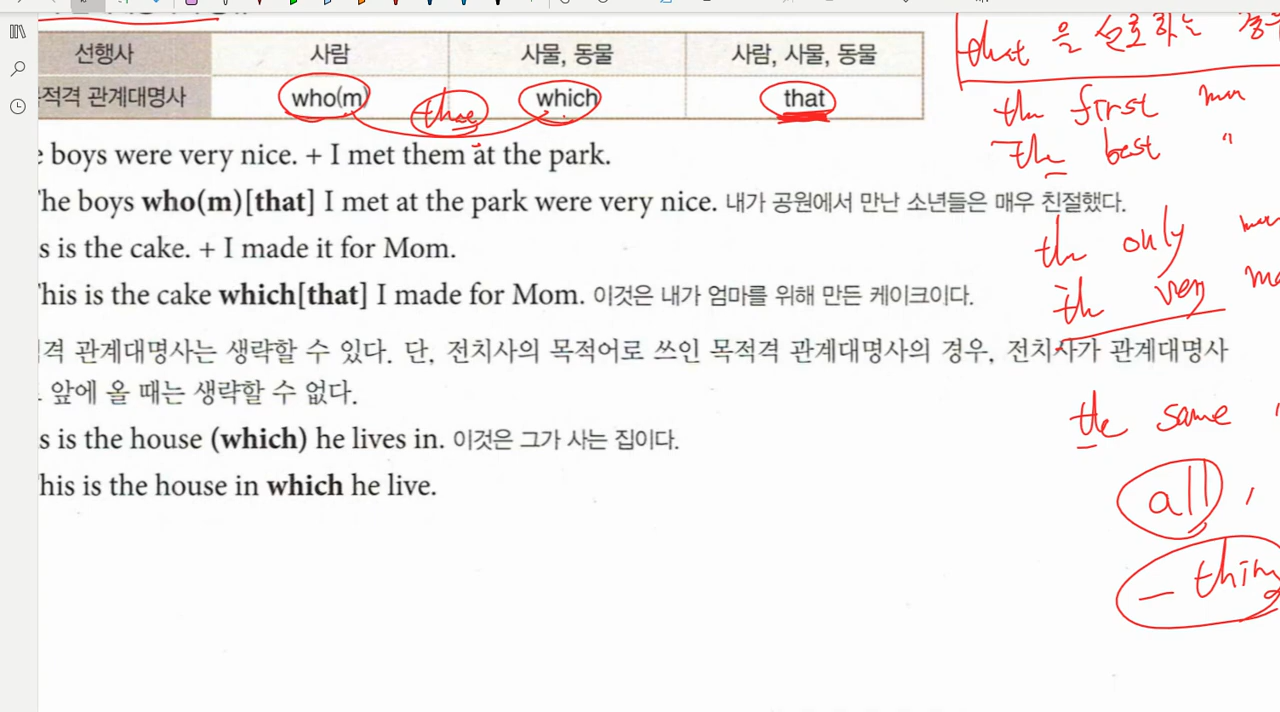 선행사 사람 사물, 동물 사람, 사물, 동물
적격 관계대명사 who(m) which that
that
e boys were very nice. + I met them at the park.
The boys who(m)[that] I met at the park were very nice. 내가 공원에서 만난 소년들은 매우 친절했다.
s is the cake. + I made it for Mom.
This is the cake which[that] I made for Mom. 이것은 내가 엄마를 위해 만든 케이크이다.
격 관계대명사는 생략할 수 있다. 단, 전치사의 목적어로 쓰인 목적격 관계대명사의 경우, 전치사가 관계대명사
앞에 올 때는 생략할 수 없다.
s is the house (which) he lives in. 이것은 그가 사는 집이다.
This is the house in which he live.
that 을 선호하는
the first man
The best "
the only
the very
the same
all,
- thing